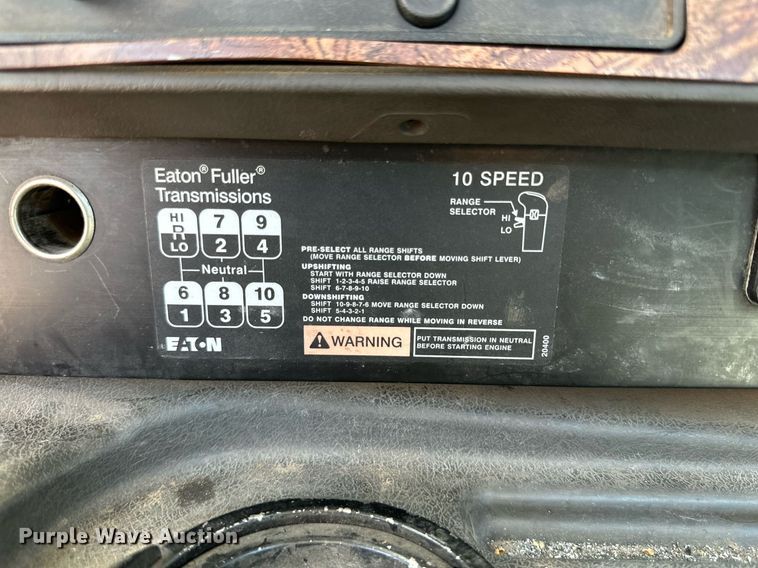 Eaton® Fuller®
Transmissions
10 SPEED
RANGE
SELECTOR
HI
LO
HI 7 9
R
LO 2 4
Neutral
6 8 10
1 3 5
PRE-SELECT ALL RANGE SHIFTS
(MOVE RANGE SELECTOR BEFORE MOVING SHIFT LEVER)
UPSHIFTING
START WITH RANGE SELECTOR DOWN
SHIFT 1-2-3-4-5 RAISE RANGE SELECTOR
SHIFT 6-7-8-9-10
DOWNSHIFTING
SHIFT 10-9-8-7-6 MOVE RANGE SELECTOR DOWN
SHIFT 5-4-3-2-1
DO NOT CHANGE RANGE WHILE MOVING IN REVERSE
EATON
WARNING
PUT TRANSMISSION IN NEUTRAL
BEFORE STARTING ENGINE
20400
Purple Wave Auction®